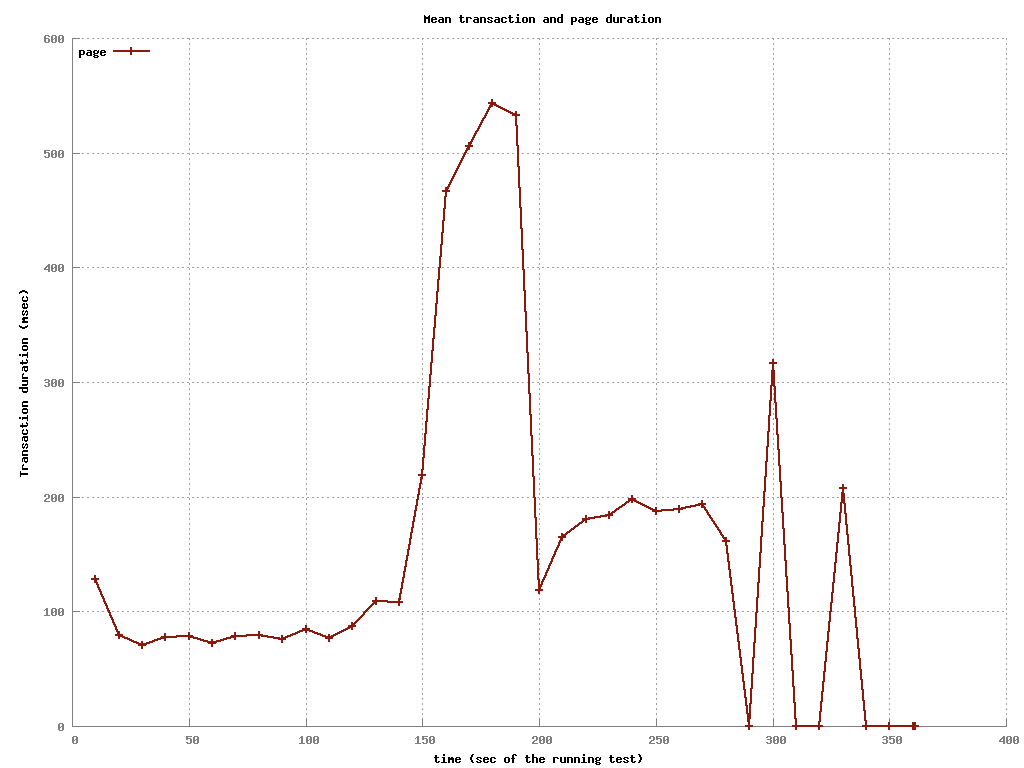 Mean transaction and page duration
600
page
500
400
300
200
100
0
0 50 100 150 200 250 300 350 400
Transaction duration (msec)
time (sec of the running test)